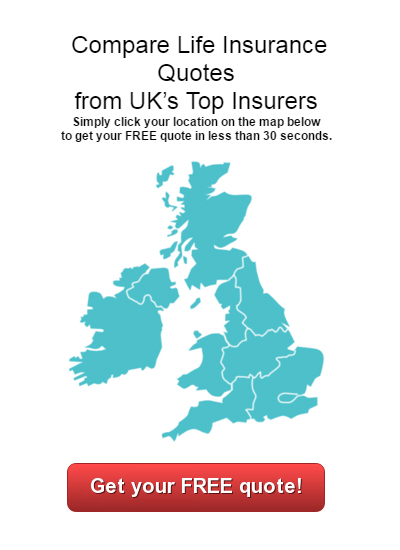 Compare Life Insurance
Quotes
from UK’s Top Insurers
Simply click your location on the map below
to get your FREE quote in less than 30 seconds.
Get your FREE quote!